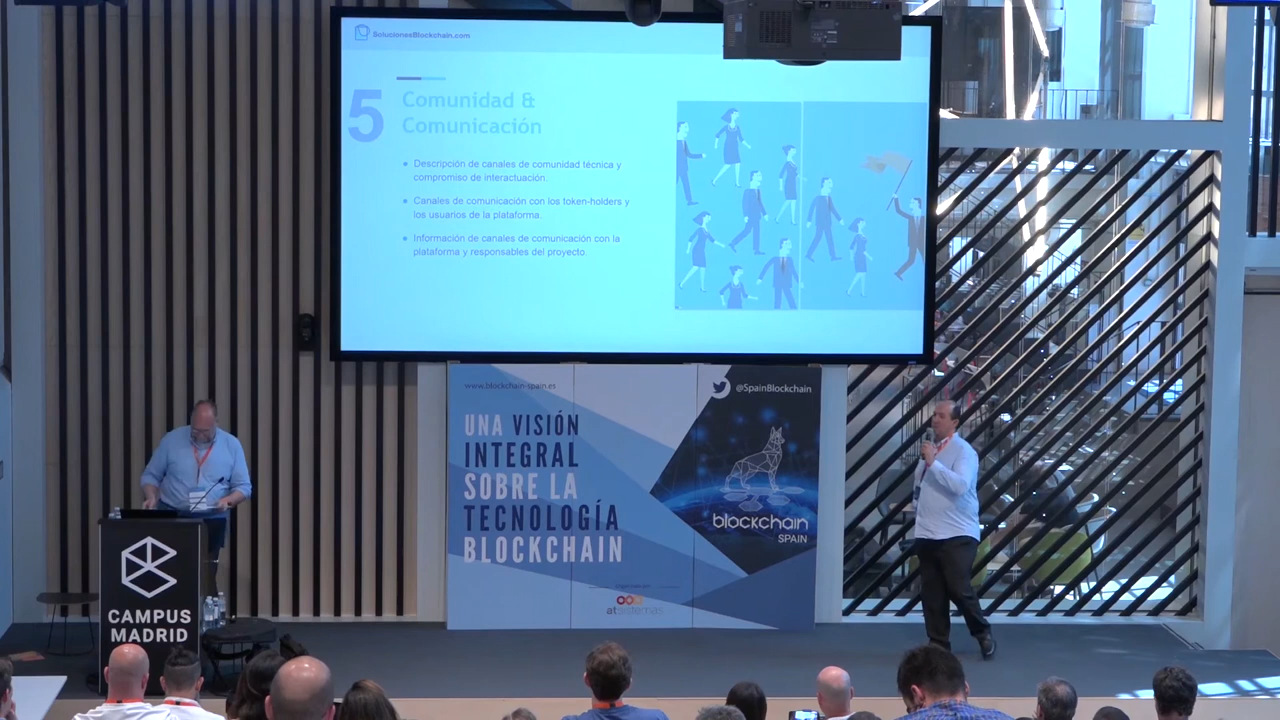 SolucionesBlockchain.com
5
Comunidad &
Comunicación
Descripción de canales de comunidad técnica y
compromiso de interactuación.
Canales de comunicación con los token-holders y
los usuarios de la plataforma.
Información de canales de comunicación con la
plataforma y responsables del proyecto.
www.blockchain-spain.es
@SpainBlockchain
UNA VISIÓN
INTEGRAL
SOBRE LA
TECNOLOGÍA
BLOCKCHAIN
blockchain
SPAIN
atsistemas
CAMPUS
MADRID